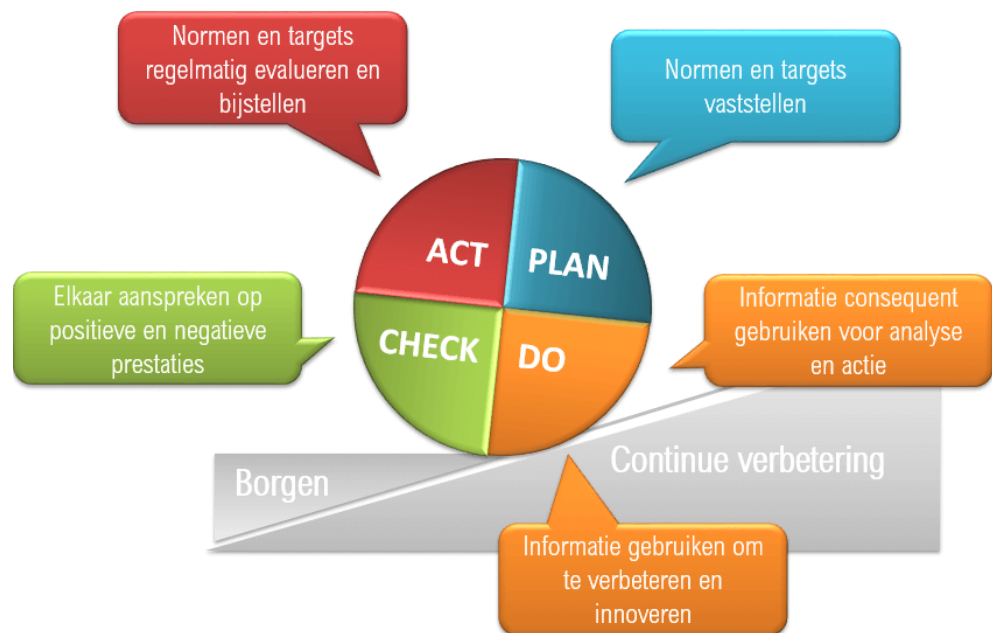 Normen en targets
regelmatig evalueren en
bijstellen
Normen en targets
vaststellen
ACT
PLAN
CHECK
DO
Elkaar aanspreken op
positieve en negatieve
prestaties
Informatie consequent
gebruiken voor analyse
en actie
Borgen
Continue verbetering
Informatie gebruiken om
te verbeteren en
innoveren